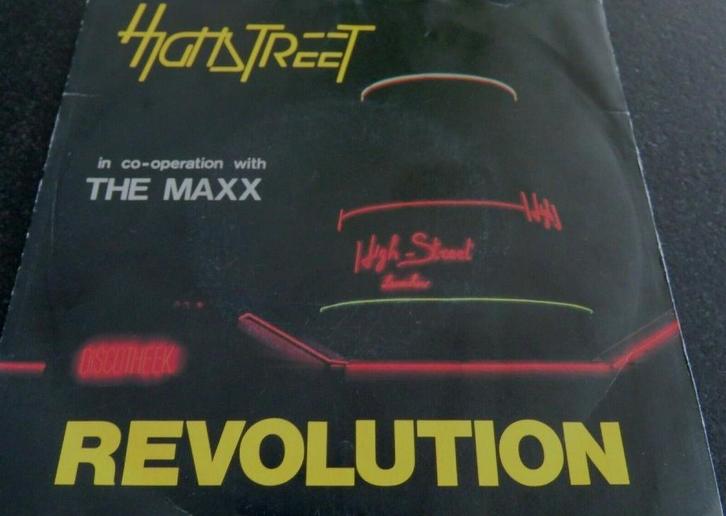 HIGHSTREET
in co-operation with
THE MAXX
High-Street
DISCOTHEEK
REVOLUTION